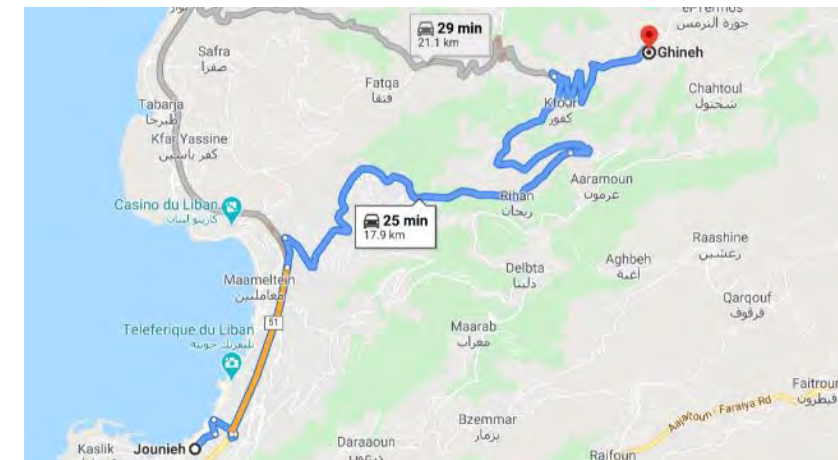 29 min
21.1 km
جورة الترمس
Ghineh
Safra
صفرا
Fatqa
فتقا
Chahtoul
شحتول
Tabarja
طبرجا
Kfour
كفور
Kfar Yassine
كفر ياسين
Casino du Liban
كازينو لبنان
Rihan
ريحان
Aaramoun
عرمون
25 min
17.9 km
Raashine
رعشين
Aghbeh
أغبة
Delbta
دلبتا
Maameltein
معاملتين
Qarqouf
قرقوف
51
Teleferique du Liban
تليفريك جونيه
Maarab
معراب
Faitroun
فيطرون
Aajaltoun - Faraiya Rd
Bzemmar
بزمار
Kaslik
Jounieh
Daraaoun
Raifoun